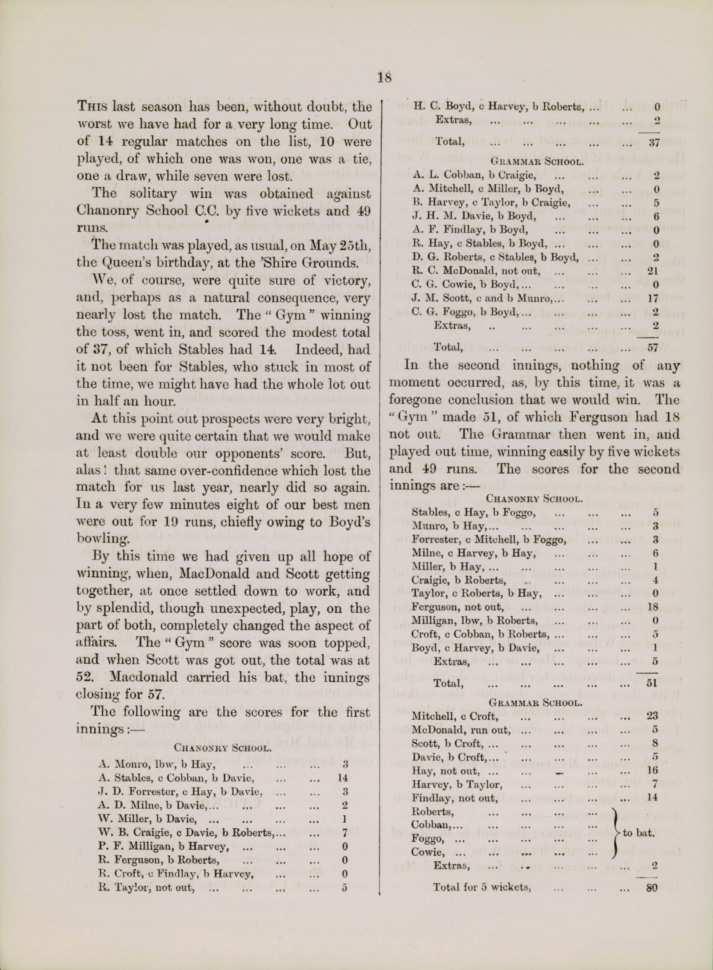 18
THIS last season has been, without doubt, the
worst we have had for a very long time. Out
of 14 regular matches on the list, 10 were
played, of which one was won, one was a tie,
one a draw, while seven were lost.
The solitary win was obtained against
Chanonry School C.C. by five wickets and 49
runs.
The match was played, as usual, on May 25th,
the Queen's birthday, at the 'Shire Grounds.
We, of course, were quite sure of victory,
and, perhaps as a natural consequence, very
nearly lost the match. The "Gym" winning
the toss, went in, and scored the modest total
of 37, of which Stables had 14. Indeed, had
it not been for Stables, who stuck in most of
the time, we might have had the whole lot out
in half an hour.
At this point out prospects were very bright,
and we were quite certain that we would make
at least double our opponents' score. But,
alas! that same over-confidence which lost the
match for us last year, nearly did so again.
In a very few minutes eight of our best men
were out for 19 runs, chiefly owing to Boyd's
bowling.
By this time we had given up all hope of
winning, when, MacDonald and Scott getting
together, at once settled down to work, and
by splendid, though unexpected, play, on the
part of both, completely changed the aspect of
affairs. The "Gym" score was soon topped,
and when Scott was got out, the total was at
52. Macdonald carried his bat, the innings
closing for 57.
The following are the scores for the first
innings:—
CHANONRY SCHOOL.
A. Monro, lbw, b Hay, ... ... ... 3
A. Stables, c Cobban, b Davie, ... ... 14
J. D. Forrester, c Hay, b Davie, ... ... 3
A. D. Milne, b Davie,... ... ... ... 2
W. Miller, b Davie, ... ... ... ... 1
W. B. Craigie, c Davie, b Roberts,... ... 7
P. F. Milligan, b Harvey, ... ... ... 0
R. Ferguson, b Roberts, ... ... ... 0
R. Croft, c Findlay, b Harvey, ... ... 0
R. Taylor, not out, ... ... ... ... 5
H. C. Boyd, c Harvey, b Roberts, ... ... 0
Extras, ... ... ... ... ... 2
Total, ... ... ... ... ... 37
GRAMMAR SCHOOL.
A. L. Cobban, b Craigie, ... ... ... 2
A. Mitchell, c Miller, b Boyd, ... ... 0
B. Harvey, c Taylor, b Craigie, ... ... 5
J. H. M. Davie, b Boyd, ... ... ... 6
A. F. Findlay, b Boyd, ... ... ... 0
R. Hay, c Stables, b Boyd, ... ... ... 0
D. G. Roberts, c Stables, b Boyd, ... ... 2
R. C. McDonald, not out, ... ... ... 21
C. G. Cowie, b Boyd,... ... ... ... 0
J. M. Scott, c and b Munro,... ... ... 17
C. G. Foggo, b Boyd,... ... ... ... 2
Extras, .. ... ... ... ... 2
Total, ... ... ... ... ... 57
In the second innings, nothing of any
moment occurred, as, by this time, it was a
foregone conclusion that we would win. The
"Gym" made 51, of which Ferguson had 18
not out. The Grammar then went in, and
played out time, winning easily by five wickets
and 49 runs. The scores for the second
innings are:—
CHANONRY SCHOOL.
Stables, c Hay, b Foggo, ... ... ... 5
Munro, b Hay,... ... ... ... ... 3
Forrester, c Mitchell, b Foggo, ... ... 3
Milne, c Harvey, b Hay, ... ... ... 6
Miller, b Hay, ... ... ... ... ... 1
Craigie, b Roberts, ... ... ... ... 4
Taylor, c Roberts, b Hay, ... ... ... 0
Ferguson, not out, ... ... ... ... 18
Milligan, lbw, b Roberts, ... ... ... 0
Croft, c Cobban, b Roberts, ... ... ... 5
Boyd, c Harvey, b Davie, ... ... ... 1
Extras, ... ... ... ... ... 5
Total, ... ... ... ... ... 51
GRAMMAR SCHOOL.
Mitchell, c Croft, ... ... ... ... 23
McDonald, run out, ... ... ... ... 5
Scott, b Croft, ... ... ... ... ... 8
Davie, b Croft,... ... ... ... ... 5
Hay, not out, ... ... ... ... ... 16
Harvey, b Taylor, ... ... ... ... 7
Findlay, not out, ... ... ... ... 14
Roberts, ... ... ... ...
Cobban,... ... ... ... ...
Foggo, ... ... ... ... ... to bat.
Cowie, ... ... ... ... ...
Extras, ... ... ... ... ... 2
Total for 5 wickets, ... ... ... 80